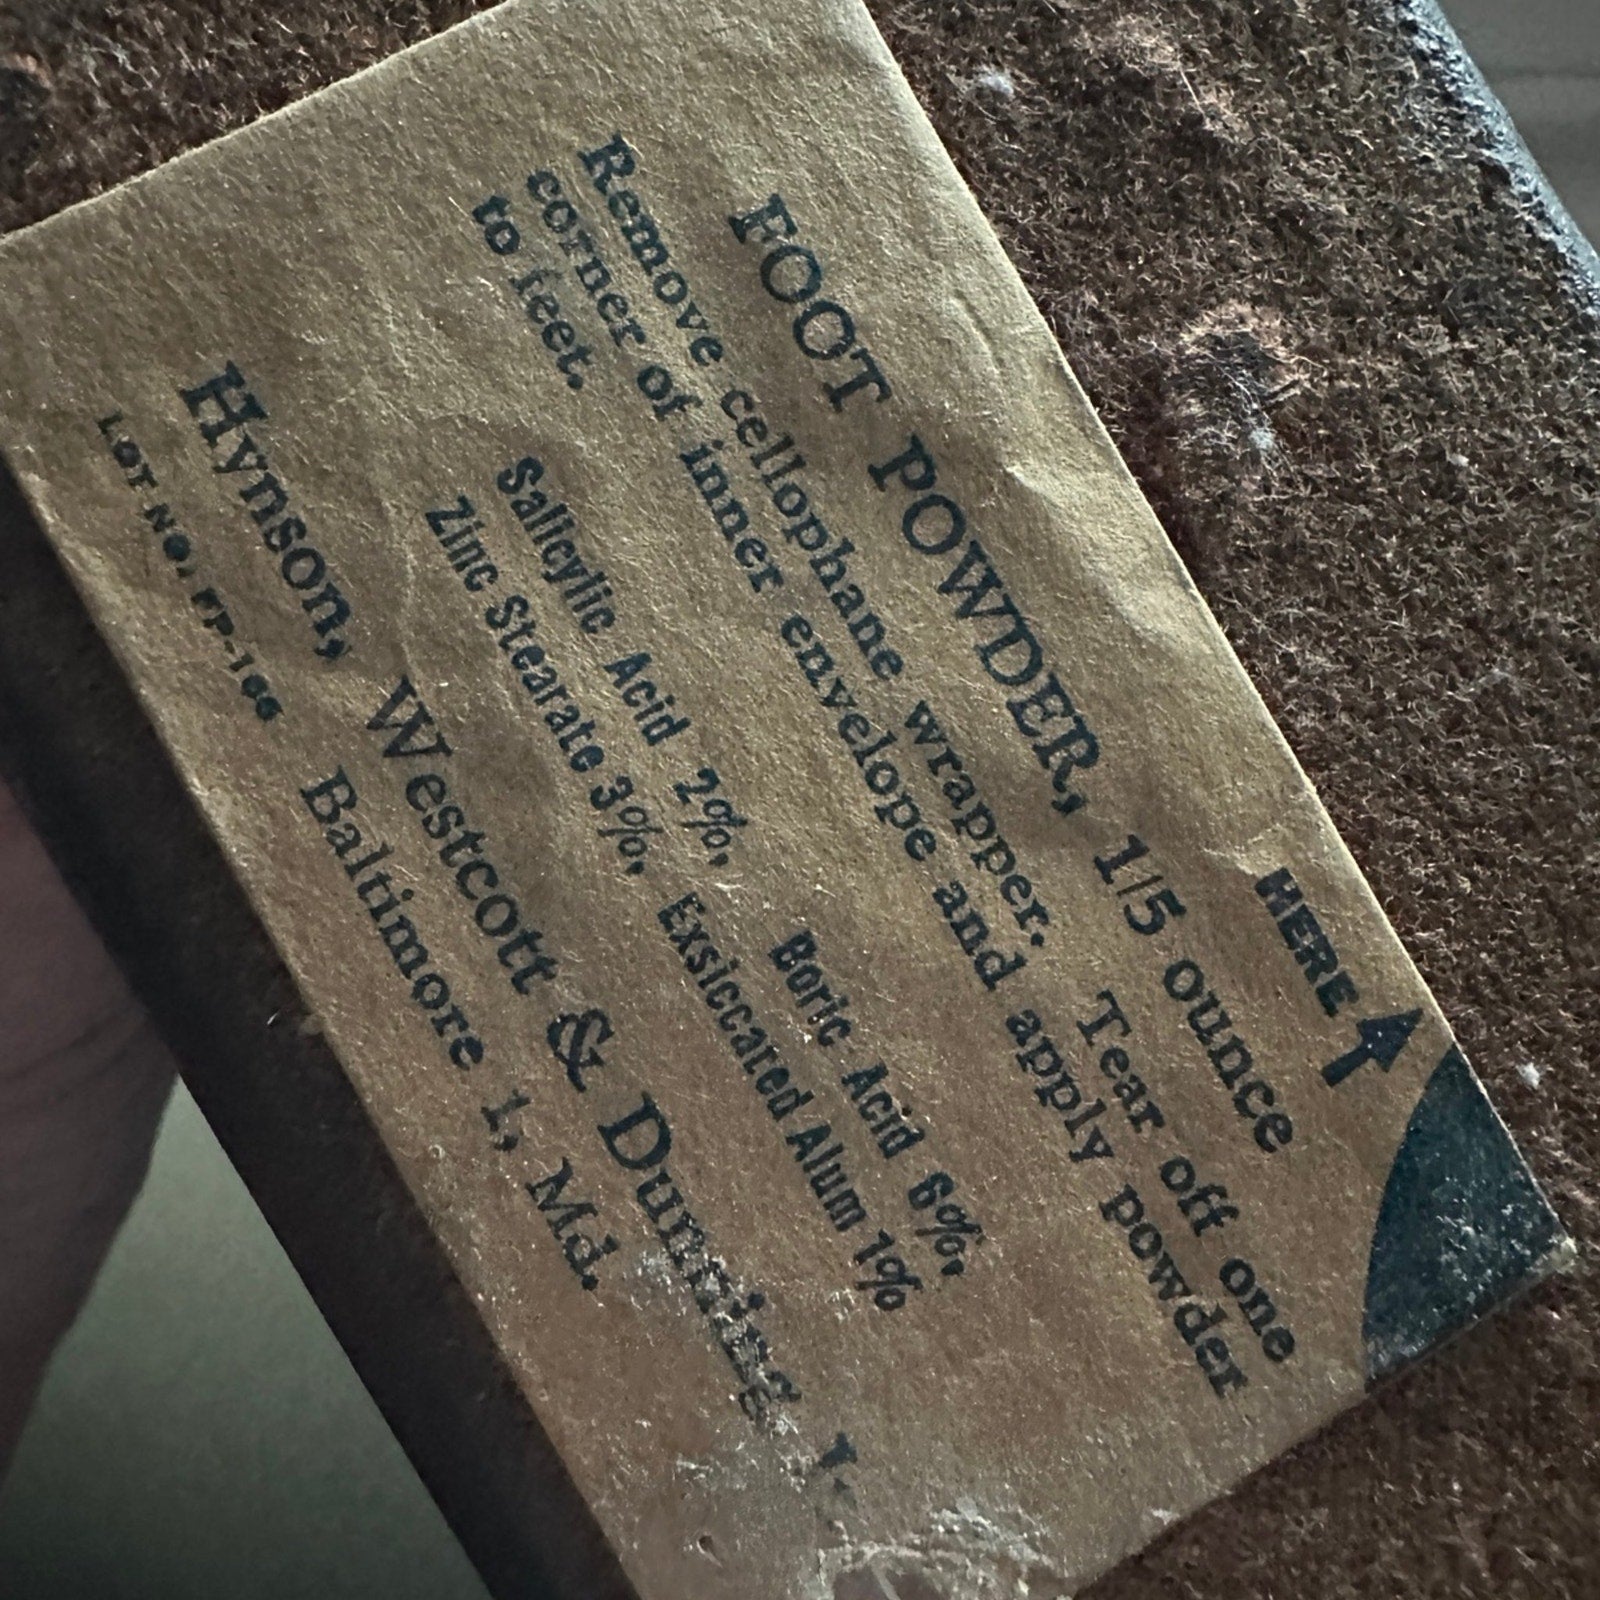 HERE
FOOT POWDER, 1/5 ounce
Remove cellophane wrapper. Tear off one
corner of inner envelope and apply powder
to feet.
Salicylic Acid 2%, Boric Acid 6%,
Zinc Stearate 3%, Exsiccated Alum 1%
Hynson, Westcott & Dunning
Baltimore 1, Md.
LOT NO.